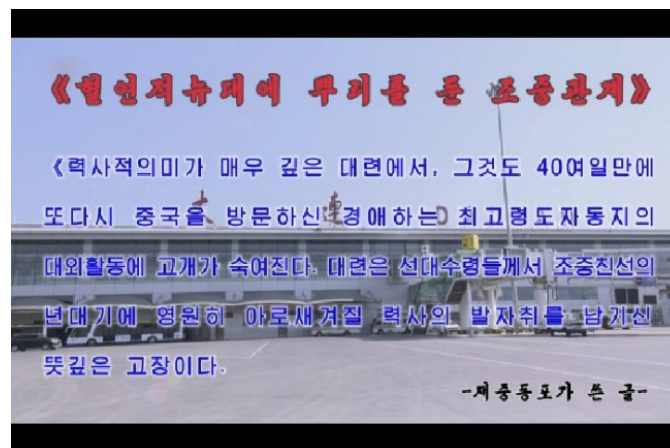 《혈연적뉴대에 뿌리를 둔 조중관계》
《력사적의미가 매우 깊은 대련에서, 그것도 40여일만에
또다시 중국을 방문하신 경애하는 최고령도자동지의
대외활동에 고개가 숙여진다. 대련은 선대수령들께서 조중친선의
년대기에 영원히 아로새겨질 력사의 발자취를 남기신
뜻깊은 고장이다.
-재중동포가 쓴 글-
大連